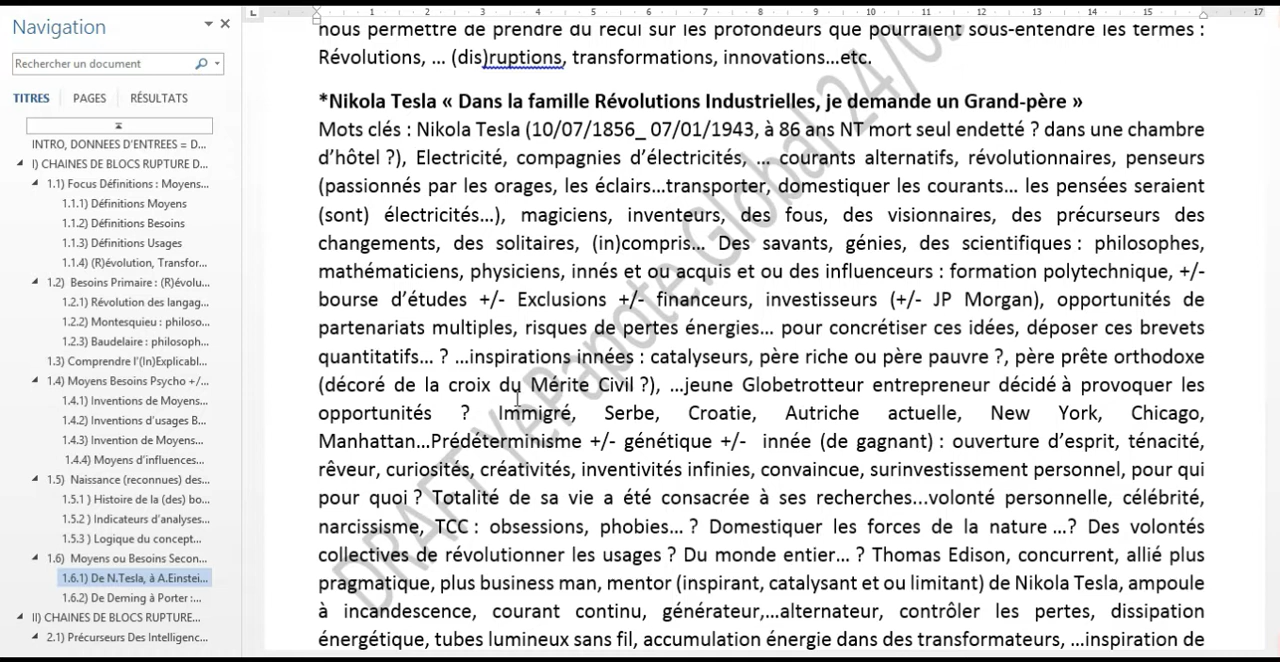 Navigation
Rechercher un document
TITRES PAGES RÉSULTATS
INTRO, DONNEES D'ENTREES = D...
I) CHAINES DE BLOCS RUPTURE D...
1.1) Focus Définitions : Moyens...
1.1.1) Définitions Moyens
1.1.2) Définitions Besoins
1.1.3) Définitions Usages
1.1.4) (R)évolution, Transfor...
1.2) Besoins Primaire : (R)évolu...
1.2.1) Révolution des langag...
1.2.2) Montesquieu : philoso...
1.2.3) Baudelaire : philosoph...
1.3) Comprendre l'(In)Explicabl...
1.4) Moyens Besoins Psycho +/...
1.4.1) Inventions de Moyens...
1.4.2) Inventions d'usages B...
1.4.3) Invention de Moyens...
1.4.4) Moyens d'influences...
1.5) Naissance (reconnues) des...
1.5.1 ) Histoire de la (des) bo...
1.5.2 ) Indicateurs d'analyses...
1.5.3 ) Logique du concept...
1.6) Moyens ou Besoins Secon...
1.6.1) De N.Tesla, à A.Einstei...
1.6.2) De Deming à Porter :...
II) CHAINES DE BLOCS RUPTURE...
2.1) Précurseurs Des Intelligenc...
L 1 2 3 4 5 6 7 8 9 10 11 12 13 14 15 17
nous permettre de prendre du recul sur les profondeurs que pourraient sous-entendre les termes :
Révolutions, ... (dis)ruptions, transformations, innovations...etc.
*Nikola Tesla « Dans la famille Révolutions Industrielles, je demande un Grand-père »
Mots clés : Nikola Tesla (10/07/1856_ 07/01/1943, à 86 ans NT mort seul endetté ? dans une chambre
d'hôtel ?), Electricité, compagnies d'électricités, ... courants alternatifs, révolutionnaires, penseurs
(passionnés par les orages, les éclairs...transporter, domestiquer les courants... les pensées seraient
(sont) électricités...), magiciens, inventeurs, des fous, des visionnaires, des précurseurs des
changements, des solitaires, (in)compris... Des savants, génies, des scientifiques : philosophes,
mathématiciens, physiciens, innés et ou acquis et ou des influenceurs : formation polytechnique, +/-
bourse d'études +/- Exclusions +/- financeurs, investisseurs (+/- JP Morgan), opportunités de
partenariats multiples, risques de pertes énergies... pour concrétiser ces idées, déposer ces brevets
quantitatifs... ? ...inspirations innées : catalyseurs, père riche ou père pauvre ?, père prête orthodoxe
(décoré de la croix du Mérite Civil ?), ...jeune Globetrotteur entrepreneur décidé à provoquer les
opportunités ? Immigré, Serbe, Croatie, Autriche actuelle, New York, Chicago,
Manhattan...Prédéterminisme +/- génétique +/- innée (de gagnant) : ouverture d'esprit, ténacité,
rêveur, curiosités, créativités, inventivités infinies, convaincue, surinvestissement personnel, pour qui
pour quoi ? Totalité de sa vie a été consacrée à ses recherches...volonté personnelle, célébrité,
narcissisme, TCC : obsessions, phobies... ? Domestiquer les forces de la nature ...? Des volontés
collectives de révolutionner les usages ? Du monde entier... ? Thomas Edison, concurrent, allié plus
pragmatique, plus business man, mentor (inspirant, catalysant et ou limitant) de Nikola Tesla, ampoule
à incandescence, courant continu, générateur,...alternateur, contrôler les pertes, dissipation
énergétique, tubes lumineux sans fil, accumulation énergie dans des transformateurs, ...inspiration de